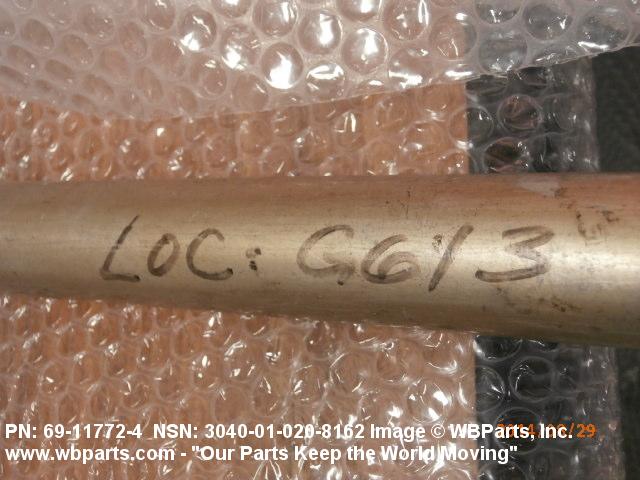 LOC: G6Y3
PN: 69-11772-4 NSN: 3040-01-020-8162 Image © WBParts, Inc.
www.wbparts.com - "Our Parts Keep the World Moving"